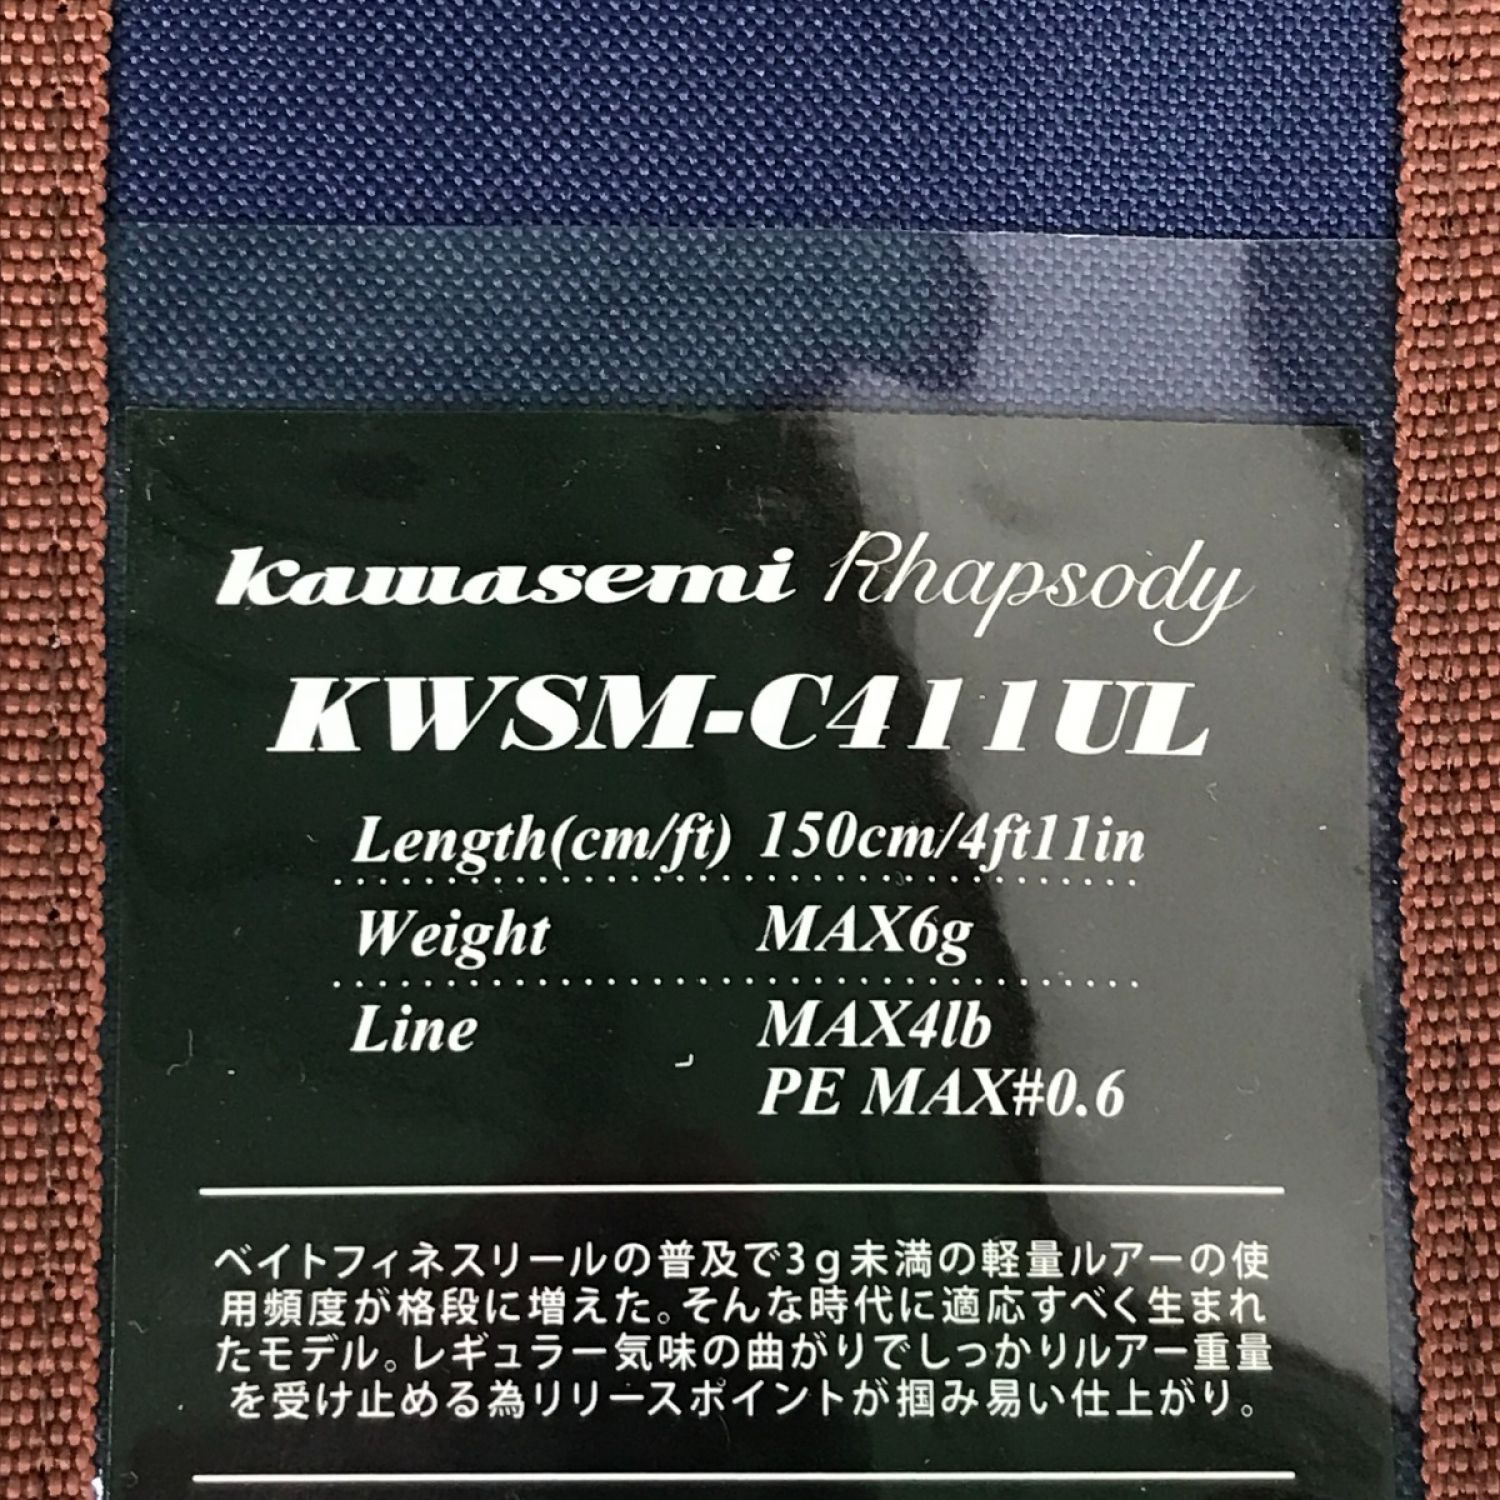 Kawasemi Rhapsody
KWSM-C411UL
Length(cm/ft) 150cm/4ft11in
Weight MAX6g
Line MAX4lb
PE MAX#0.6
ベイトフィネスリールの普及で3g未満の軽量ルアーの使
用頻度が格段に増えた。そんな時代に適応すべく生まれ
たモデル。レギュラー気味の曲がりでしっかりルアー重量
を受け止める為リリースポイントが掴み易い仕上がり。